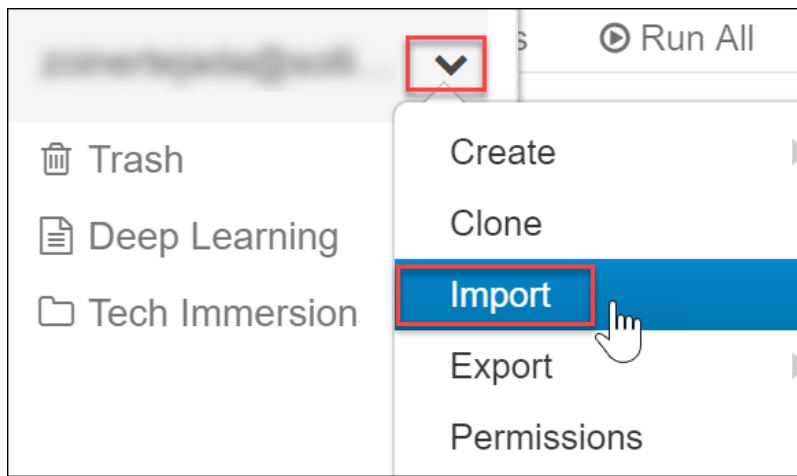 Run All
Trash
Deep Learning
Tech Immersion
Create
Clone
Import
Export
Permissions